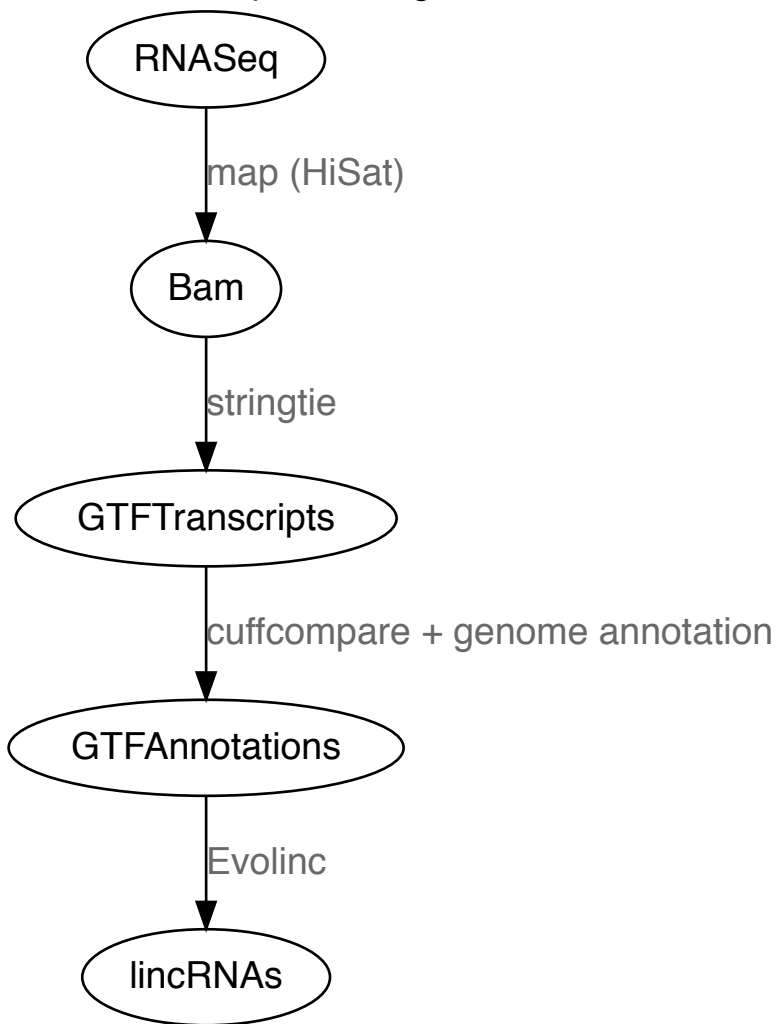 RNASeq
map (HiSat)
Bam
stringtie
GTFTranscripts
cuffcompare + genome annotation
GTFAnnotations
Evolinc
lincRNAs